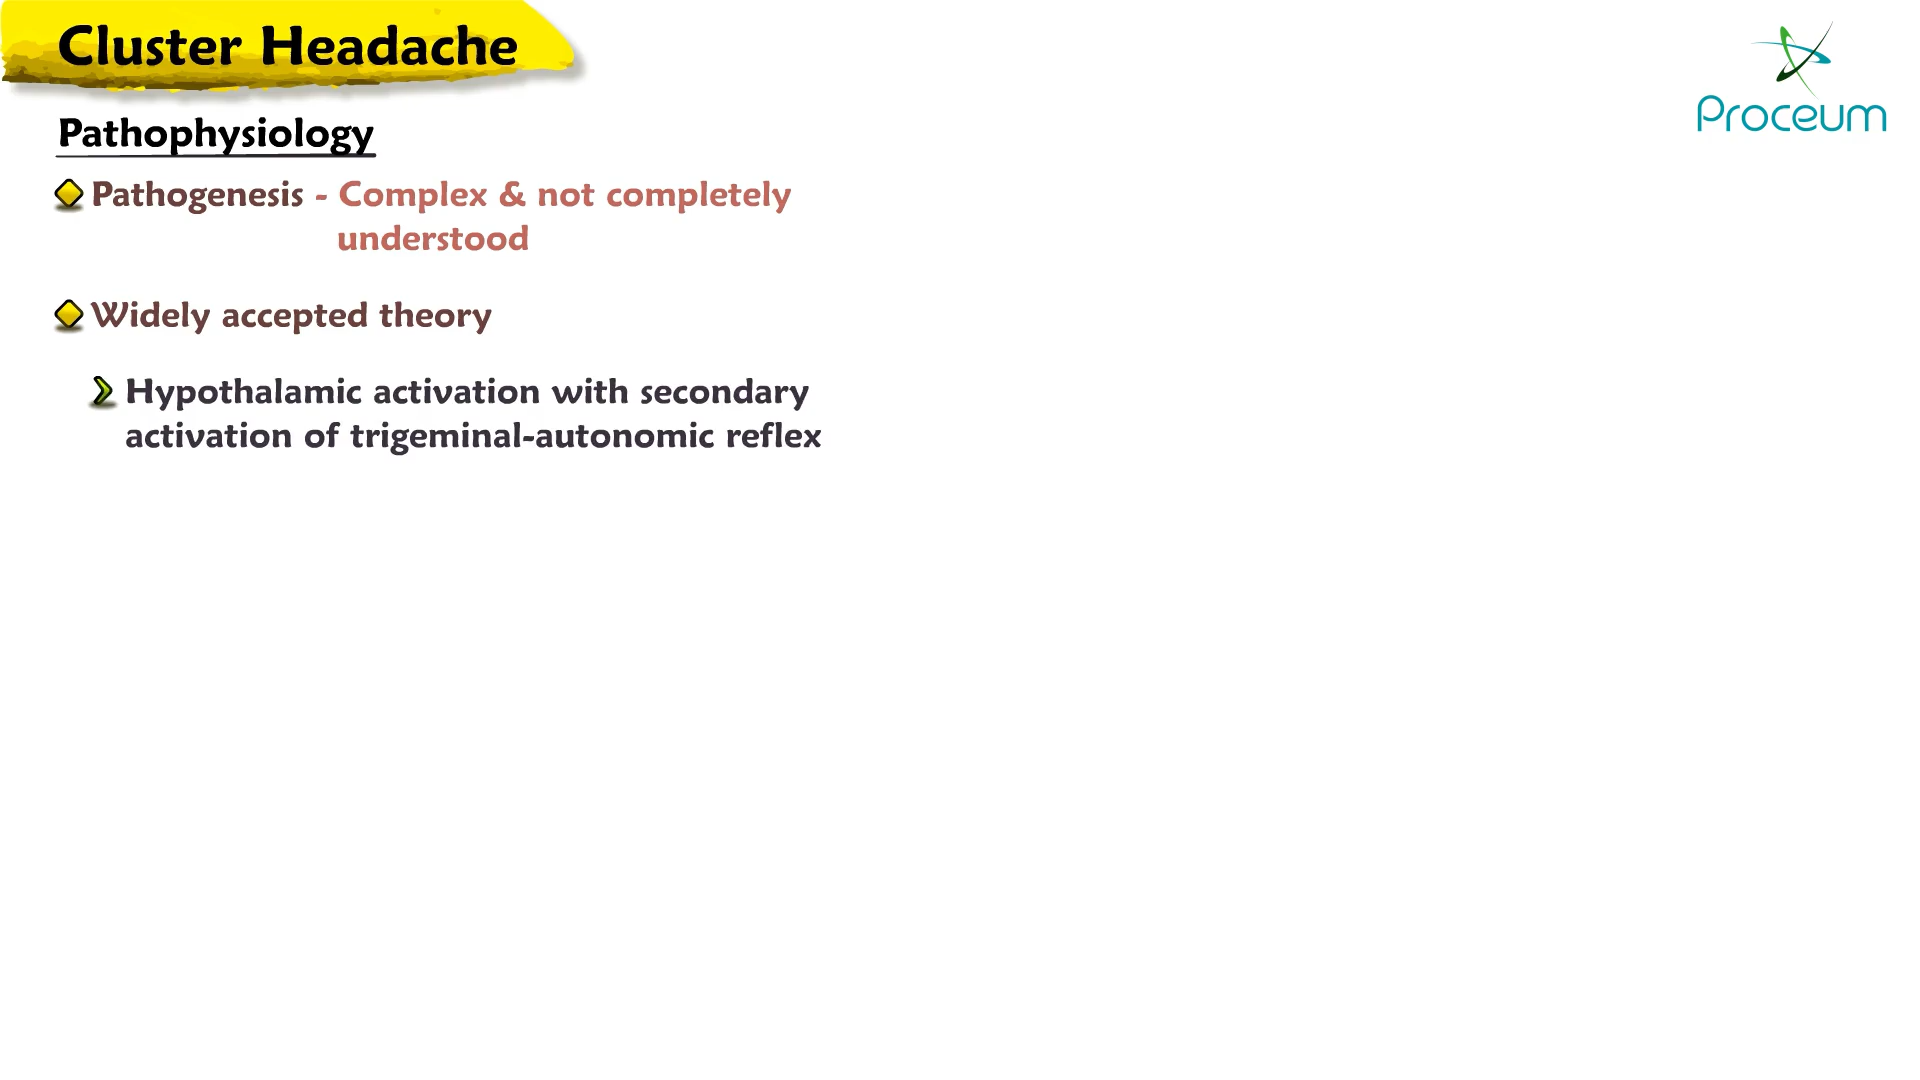 Cluster Headache
Proceum
Pathophysiology
Pathogenesis - Complex & not completely
understood
Widely accepted theory
Hypothalamic activation with secondary
activation of trigeminal-autonomic reflex